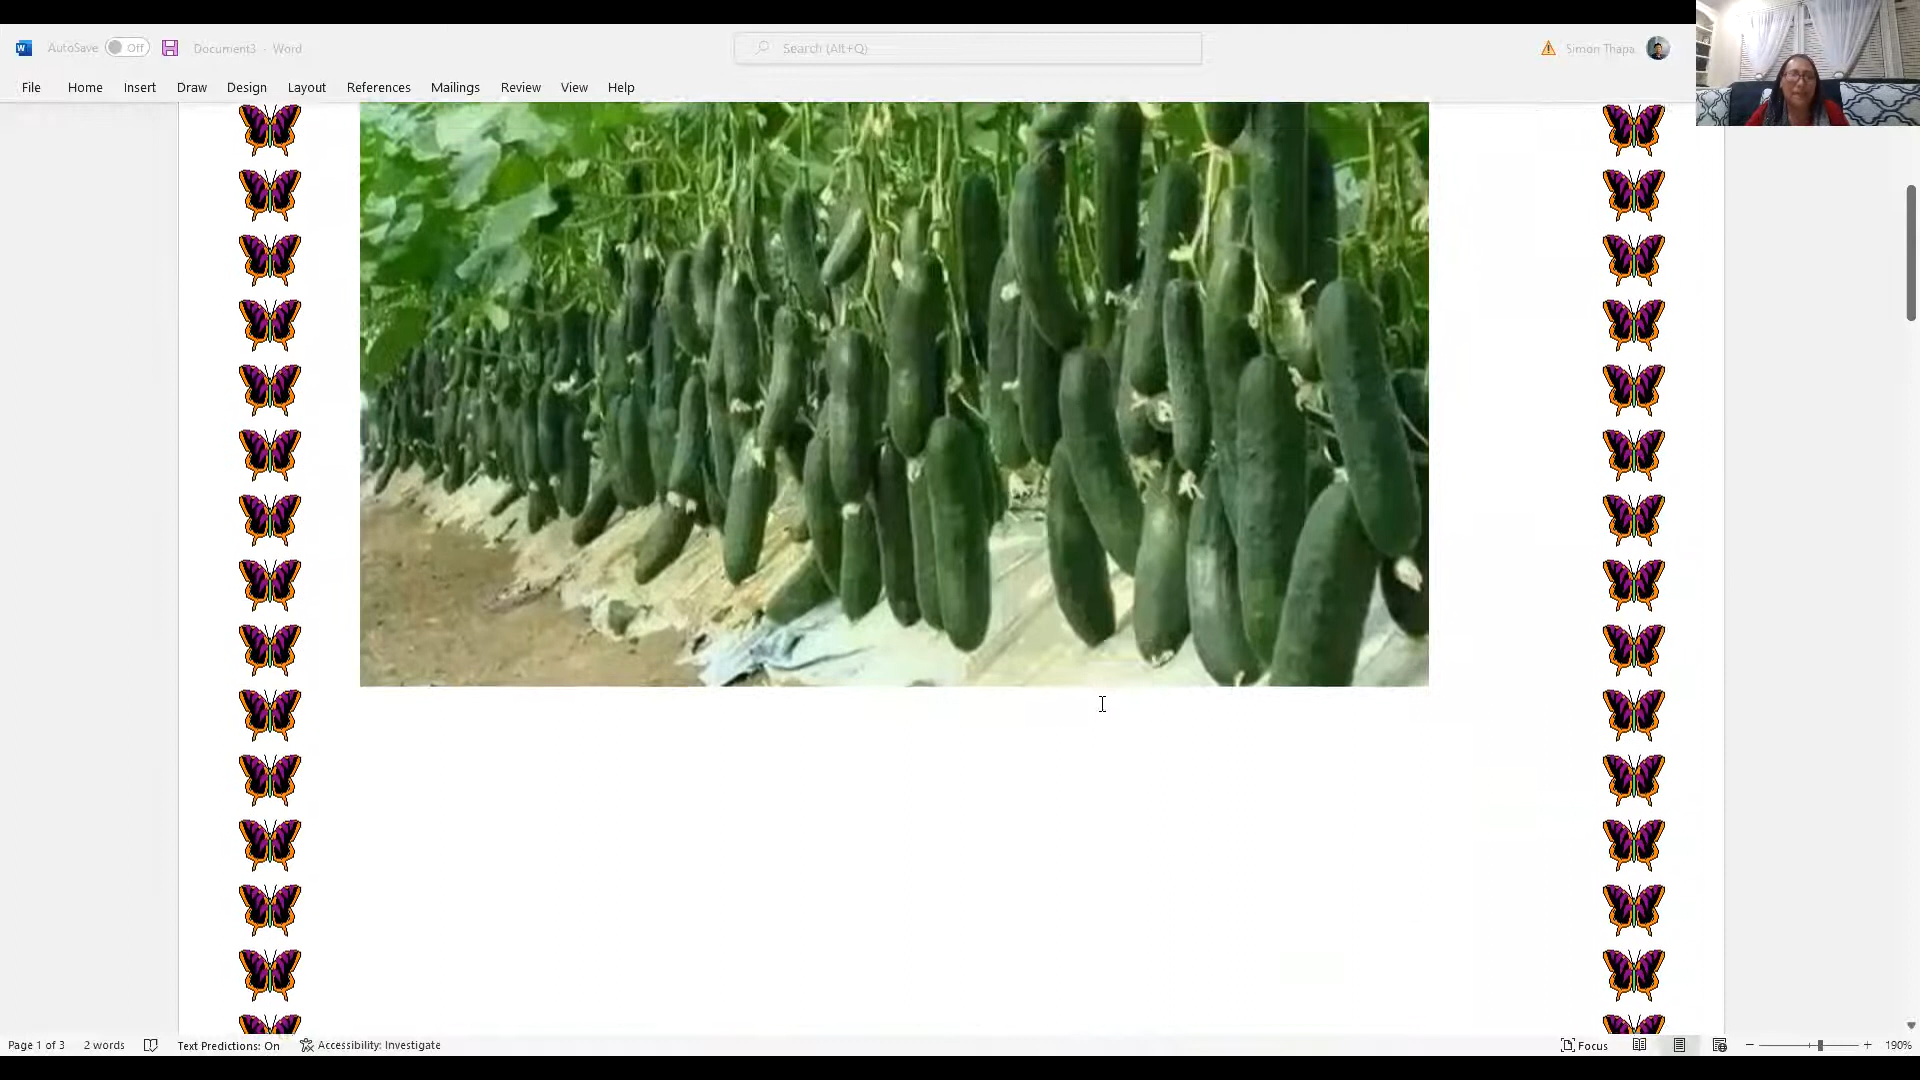 AutoSave Off Document3 - Word Search (Alt+Q) Simon Thapa
File Home Insert Draw Design Layout References Mailings Review View Help
Page 1 of 3 2 words Text Predictions: On Accessibility: Investigate Focus 190%